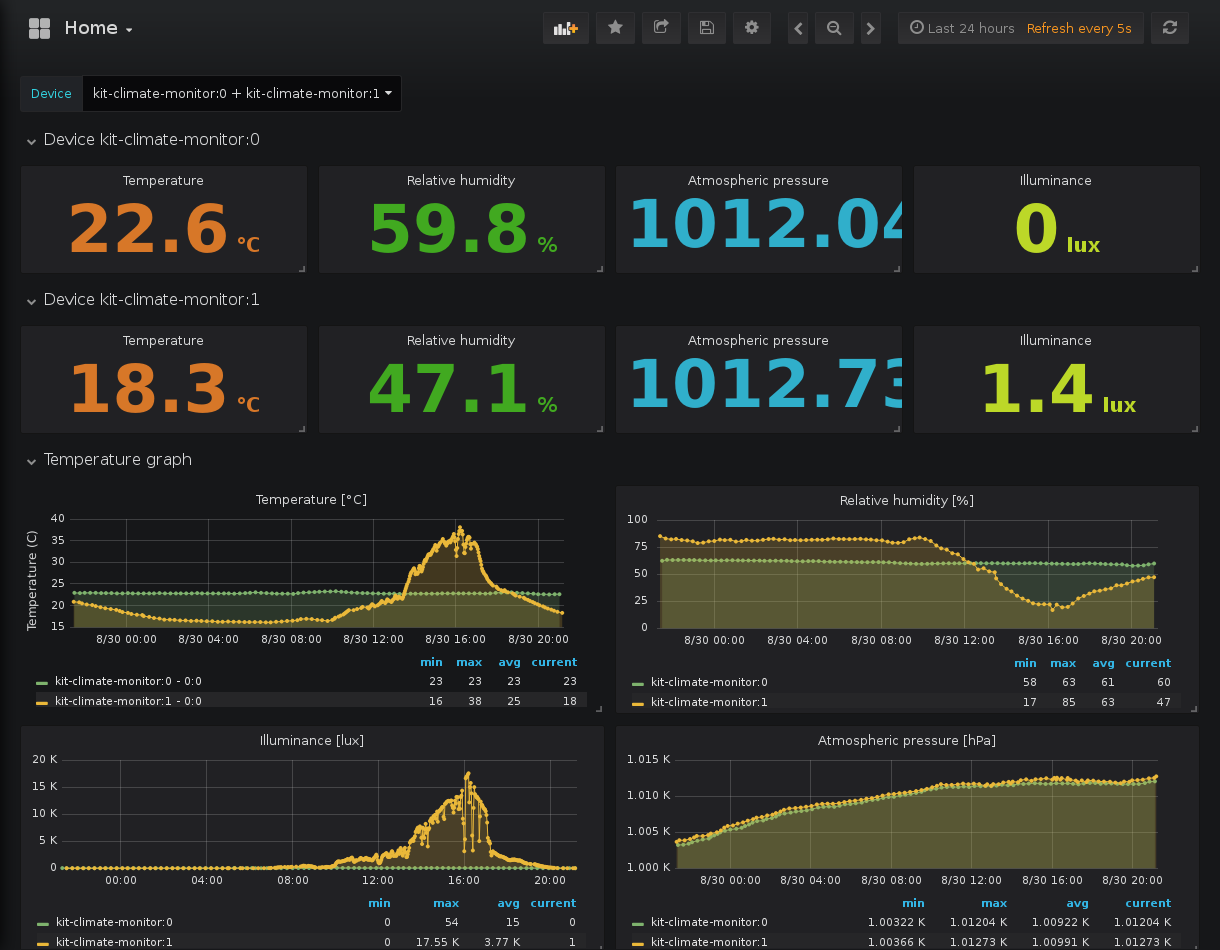 Home
Last 24 hours Refresh every 5s
Device kit-climate-monitor:0 + kit-climate-monitor:1
Device kit-climate-monitor:0
Temperature Relative humidity Atmospheric pressure Illuminance
22.6 °C 59.8 % 1012.04 0 lux
Device kit-climate-monitor:1
Temperature Relative humidity Atmospheric pressure Illuminance
18.3 °C 47.1 % 1012.73 1.4 lux
Temperature graph
Temperature [°C]
Temperature (C)
40
35
30
25
20
15
8/30 00:00 8/30 04:00 8/30 08:00 8/30 12:00 8/30 16:00 8/30 20:00
min max avg current
kit-climate-monitor:0 - 0:0 23 23 23 23
kit-climate-monitor:1 - 0:0 16 38 25 18
Relative humidity [%]
100
75
50
25
0
8/30 00:00 8/30 04:00 8/30 08:00 8/30 12:00 8/30 16:00 8/30 20:00
min max avg current
kit-climate-monitor:0 58 63 61 60
kit-climate-monitor:1 17 85 63 47
Illuminance [lux]
20 K
15 K
10 K
5 K
0
00:00 04:00 08:00 12:00 16:00 20:00
min max avg current
kit-climate-monitor:0 0 54 15 0
kit-climate-monitor:1 0 17.55 K 3.77 K 1
Atmospheric pressure [hPa]
1.015 K
1.010 K
1.005 K
1.000 K
8/30 00:00 8/30 04:00 8/30 08:00 8/30 12:00 8/30 16:00 8/30 20:00
min max avg current
kit-climate-monitor:0 1.00322 K 1.01204 K 1.00922 K 1.01204 K
kit-climate-monitor:1 1.00366 K 1.01273 K 1.00991 K 1.01273 K